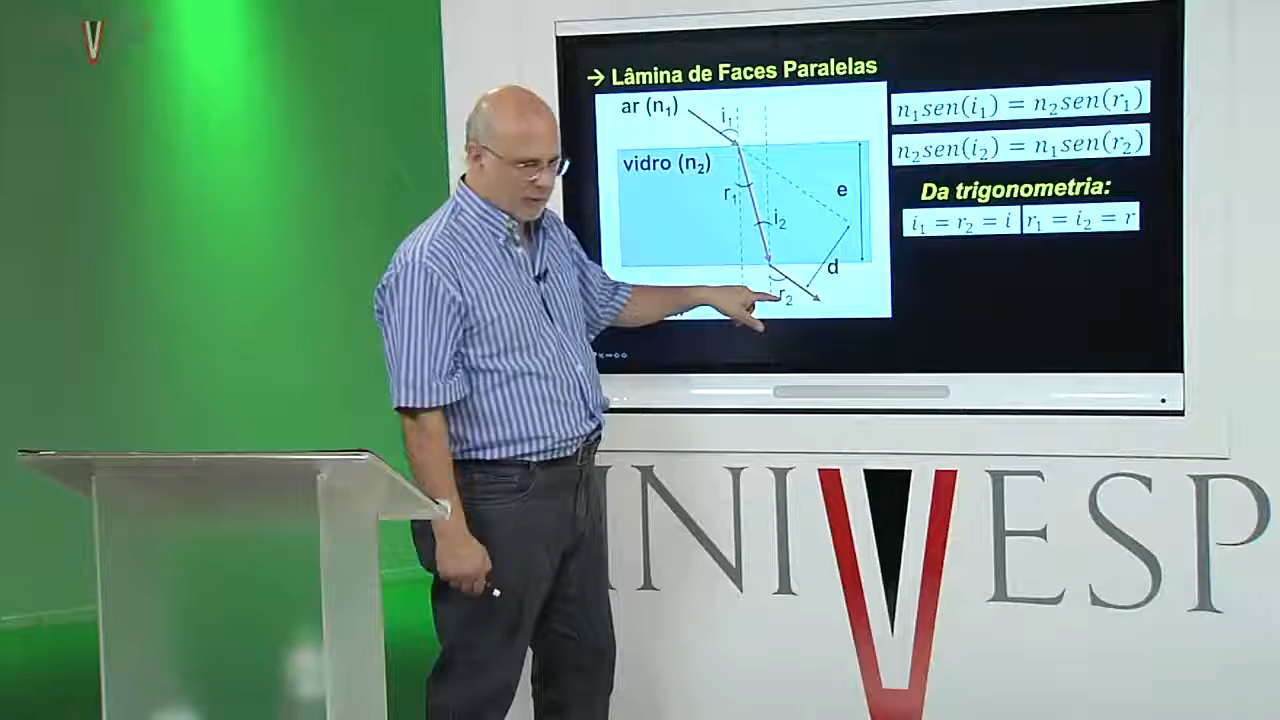 → Lâmina de Faces Paralelas
ar (n₁)
i₁
vidro (n₂)
r₁
i₂
e
d
r₂
n₁sen(i₁) = n₂sen(r₁)
n₂sen(i₂) = n₁sen(r₂)
Da trigonometria:
i₁ = r₂ = i
r₁ = i₂ = r
NIVESP